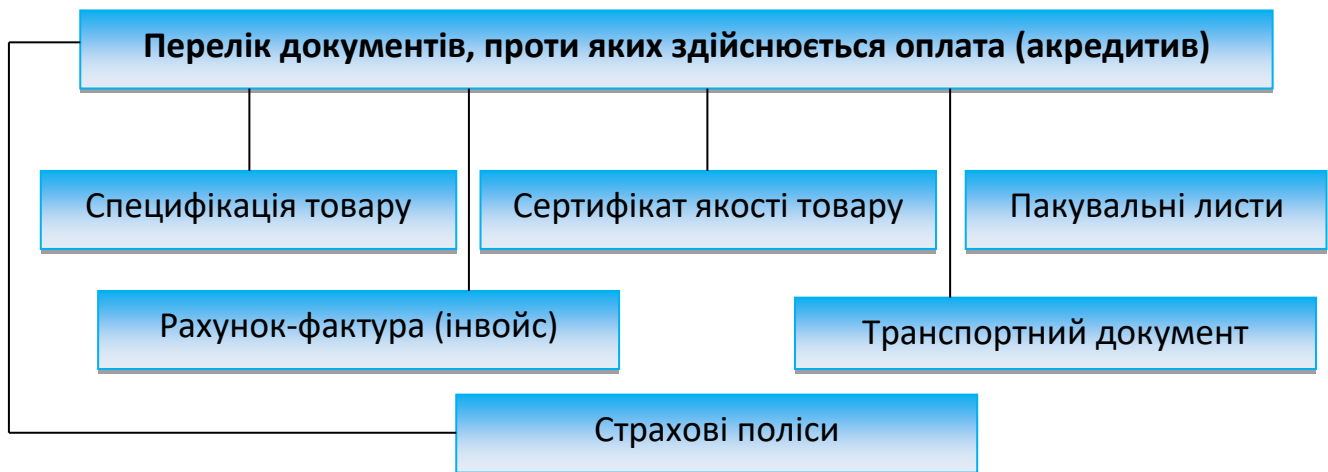 Перелік документів, проти яких здійснюється оплата (акредитив)
Специфікація товару
Сертифікат якості товару
Пакувальні листи
Рахунок-фактура (інвойс)
Транспортний документ
Страхові поліси